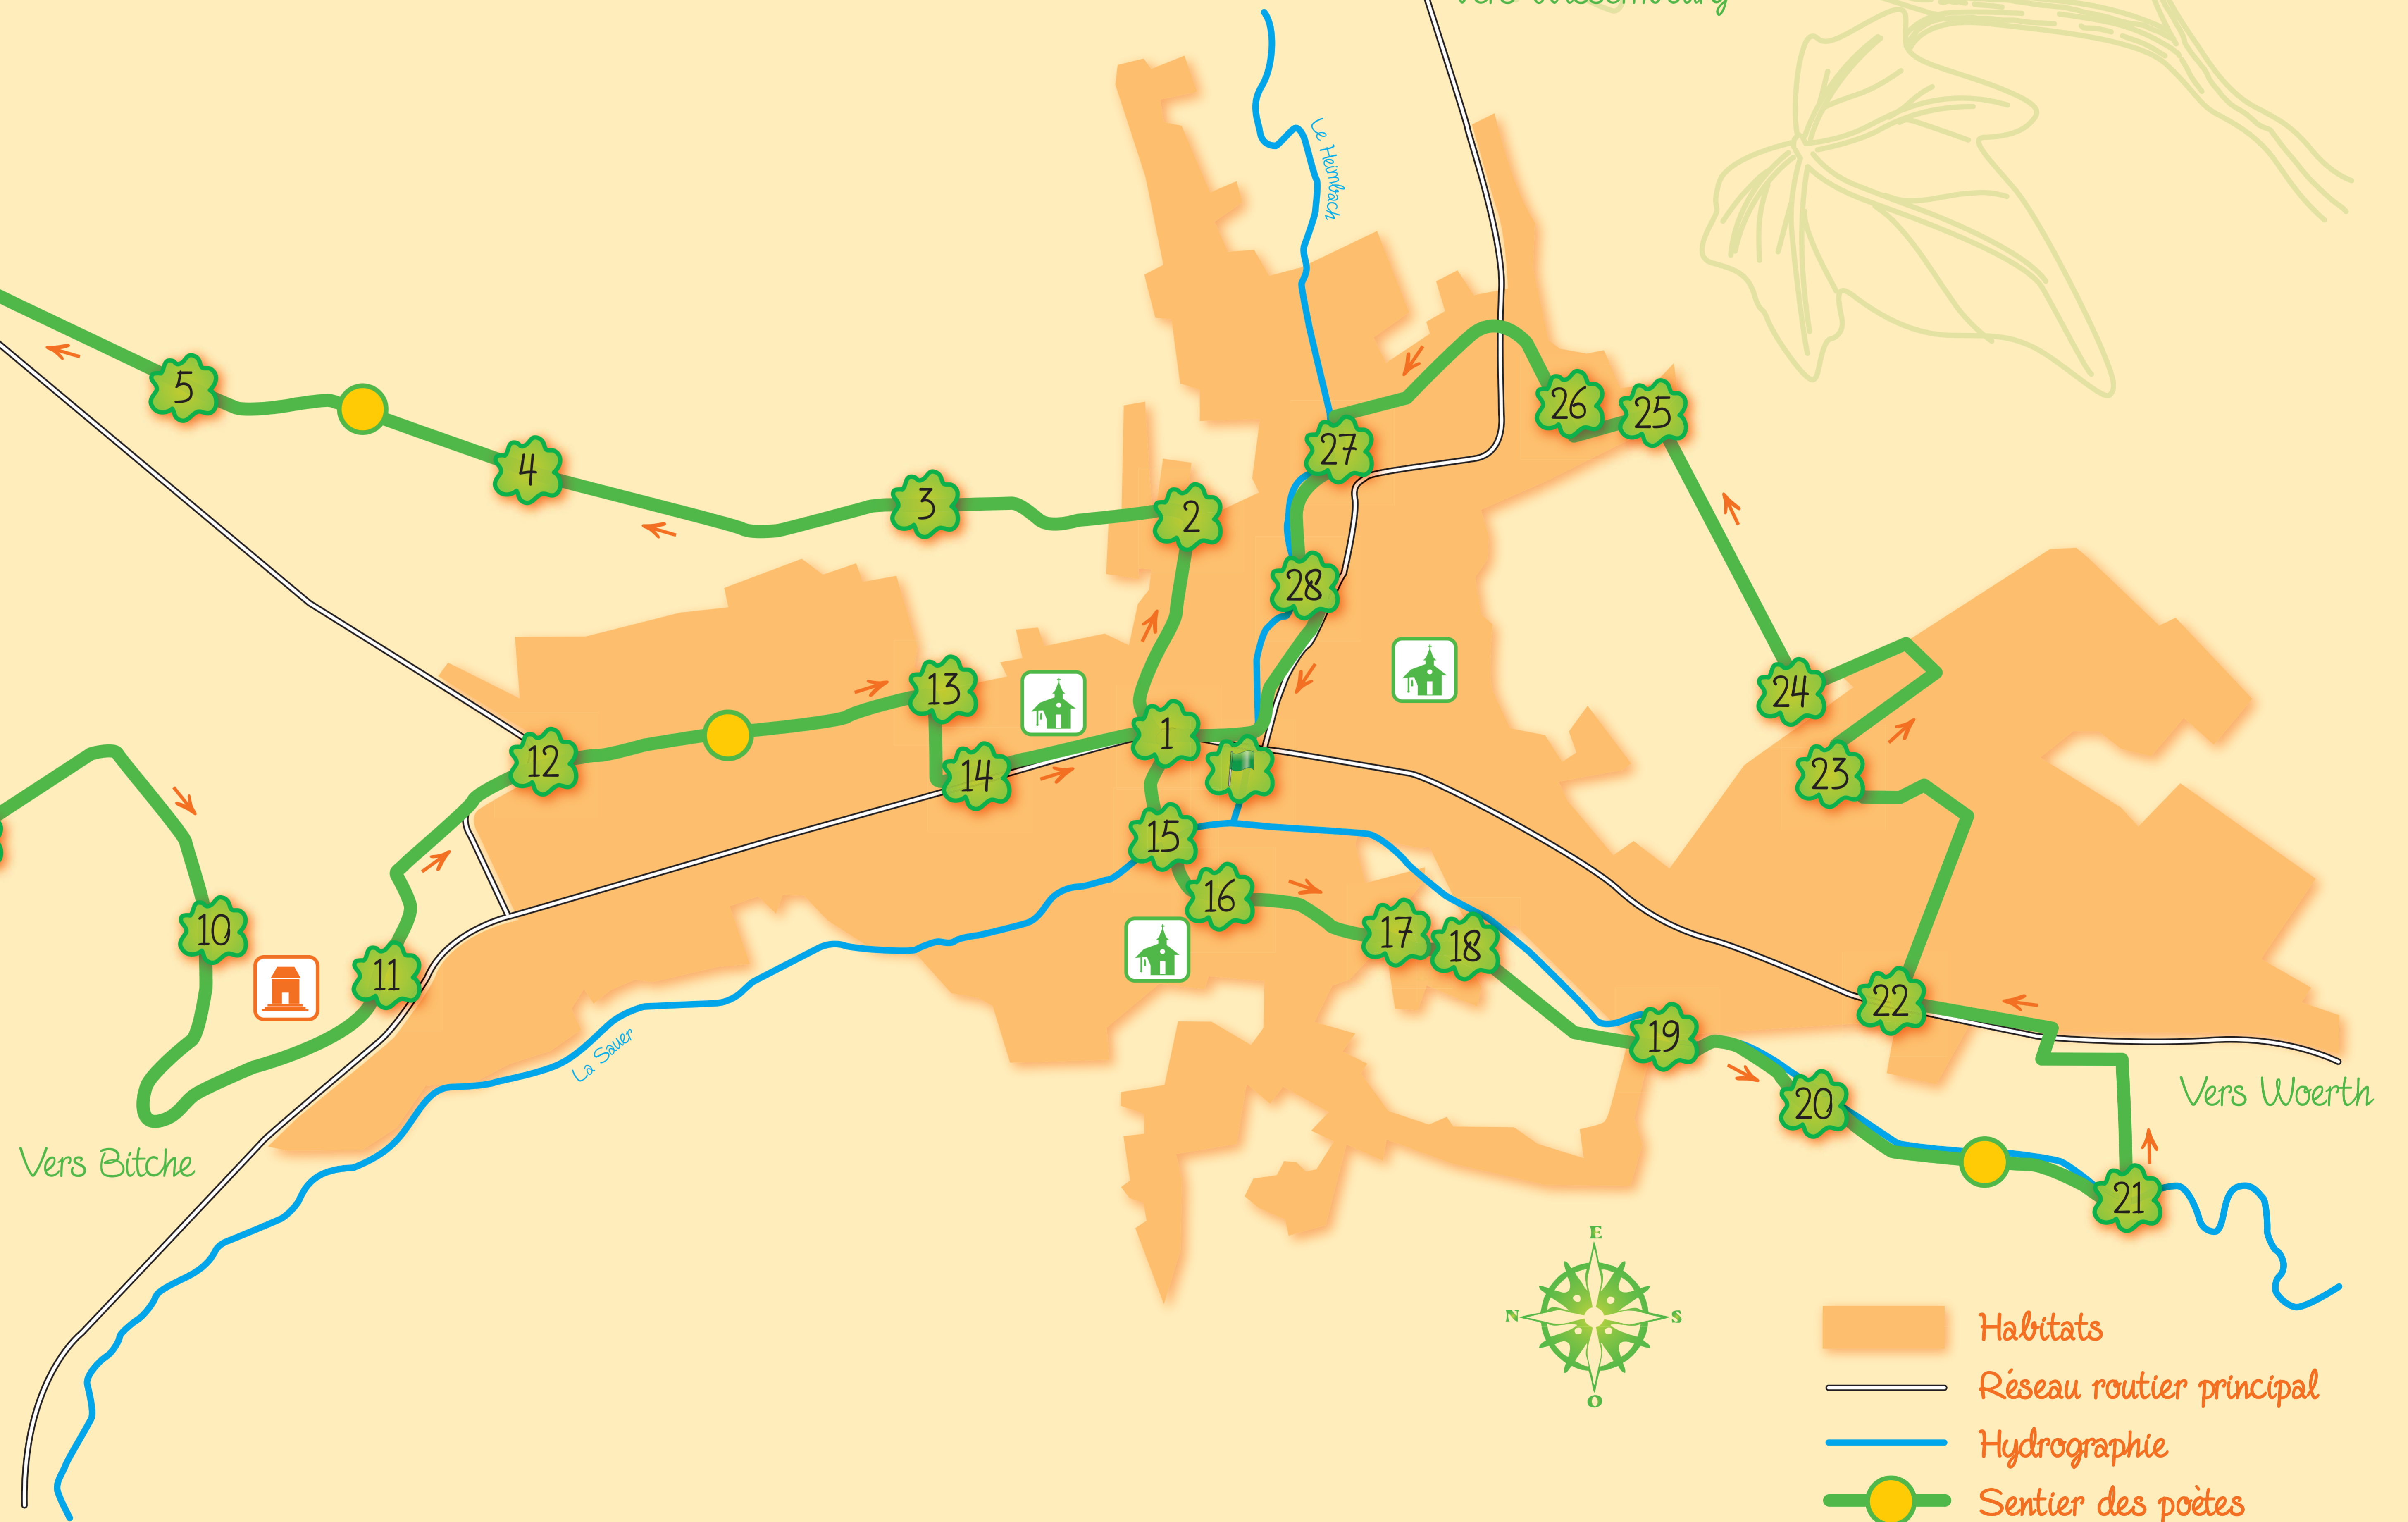 Vers Wissembourg
Le Heimbach
5
4
3
2
26
25
27
28
13
24
12
14
1
23
15
16
10
17
18
11
22
19
La Sauer
20
Vers Woerth
Vers Bitche
21
E
N
S
O
Habitats
Réseau routier principal
Hydrographie
Sentier des poètes